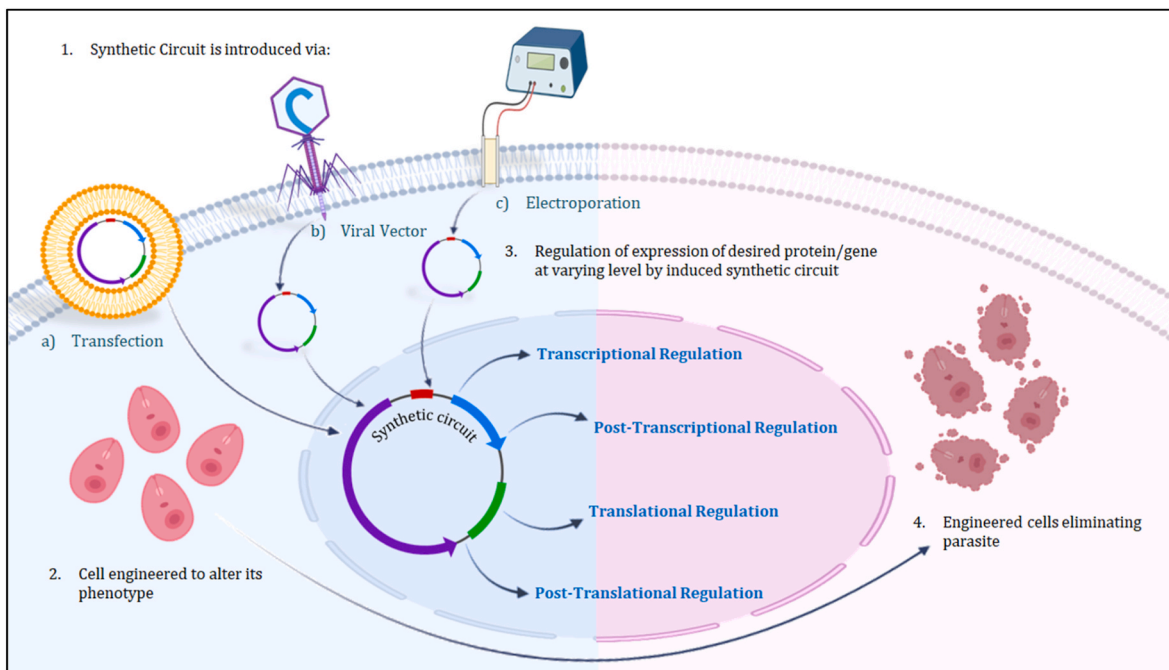 1. Synthetic Circuit is introduced via:
c) Electroporation
b) Viral Vector
3. Regulation of expression of desired protein/gene
at varying level by induced synthetic circuit
a) Transfection
Transcriptional Regulation
Synthetic circuit
Post-Transcriptional Regulation
Translational Regulation
4. Engineered cells eliminating
parasite
2. Cell engineered to alter its
phenotype
Post-Translational Regulation